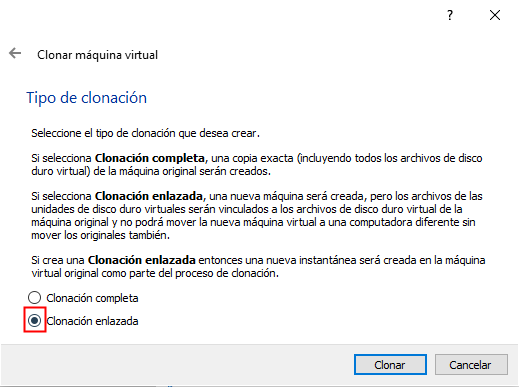 ?
Clonar máquina virtual
Tipo de clonación
Seleccione el tipo de clonación que desea crear.
Si selecciona Clonación completa, una copia exacta (incluyendo todos los archivos de disco
duro virtual) de la máquina original serán creados.
Si selecciona Clonación enlazada, una nueva máquina será creada, pero los archivos de las
unidades de disco duro virtuales serán vinculados a los archivos de disco duro virtual de la
máquina original y no podrá mover la nueva máquina virtual a una computadora diferente sin
mover los originales también.
Si crea una Clonación enlazada entonces una nueva instantánea será creada en la máquina
virtual original como parte del proceso de clonación.
Clonación completa
Clonación enlazada
Clonar Cancelar